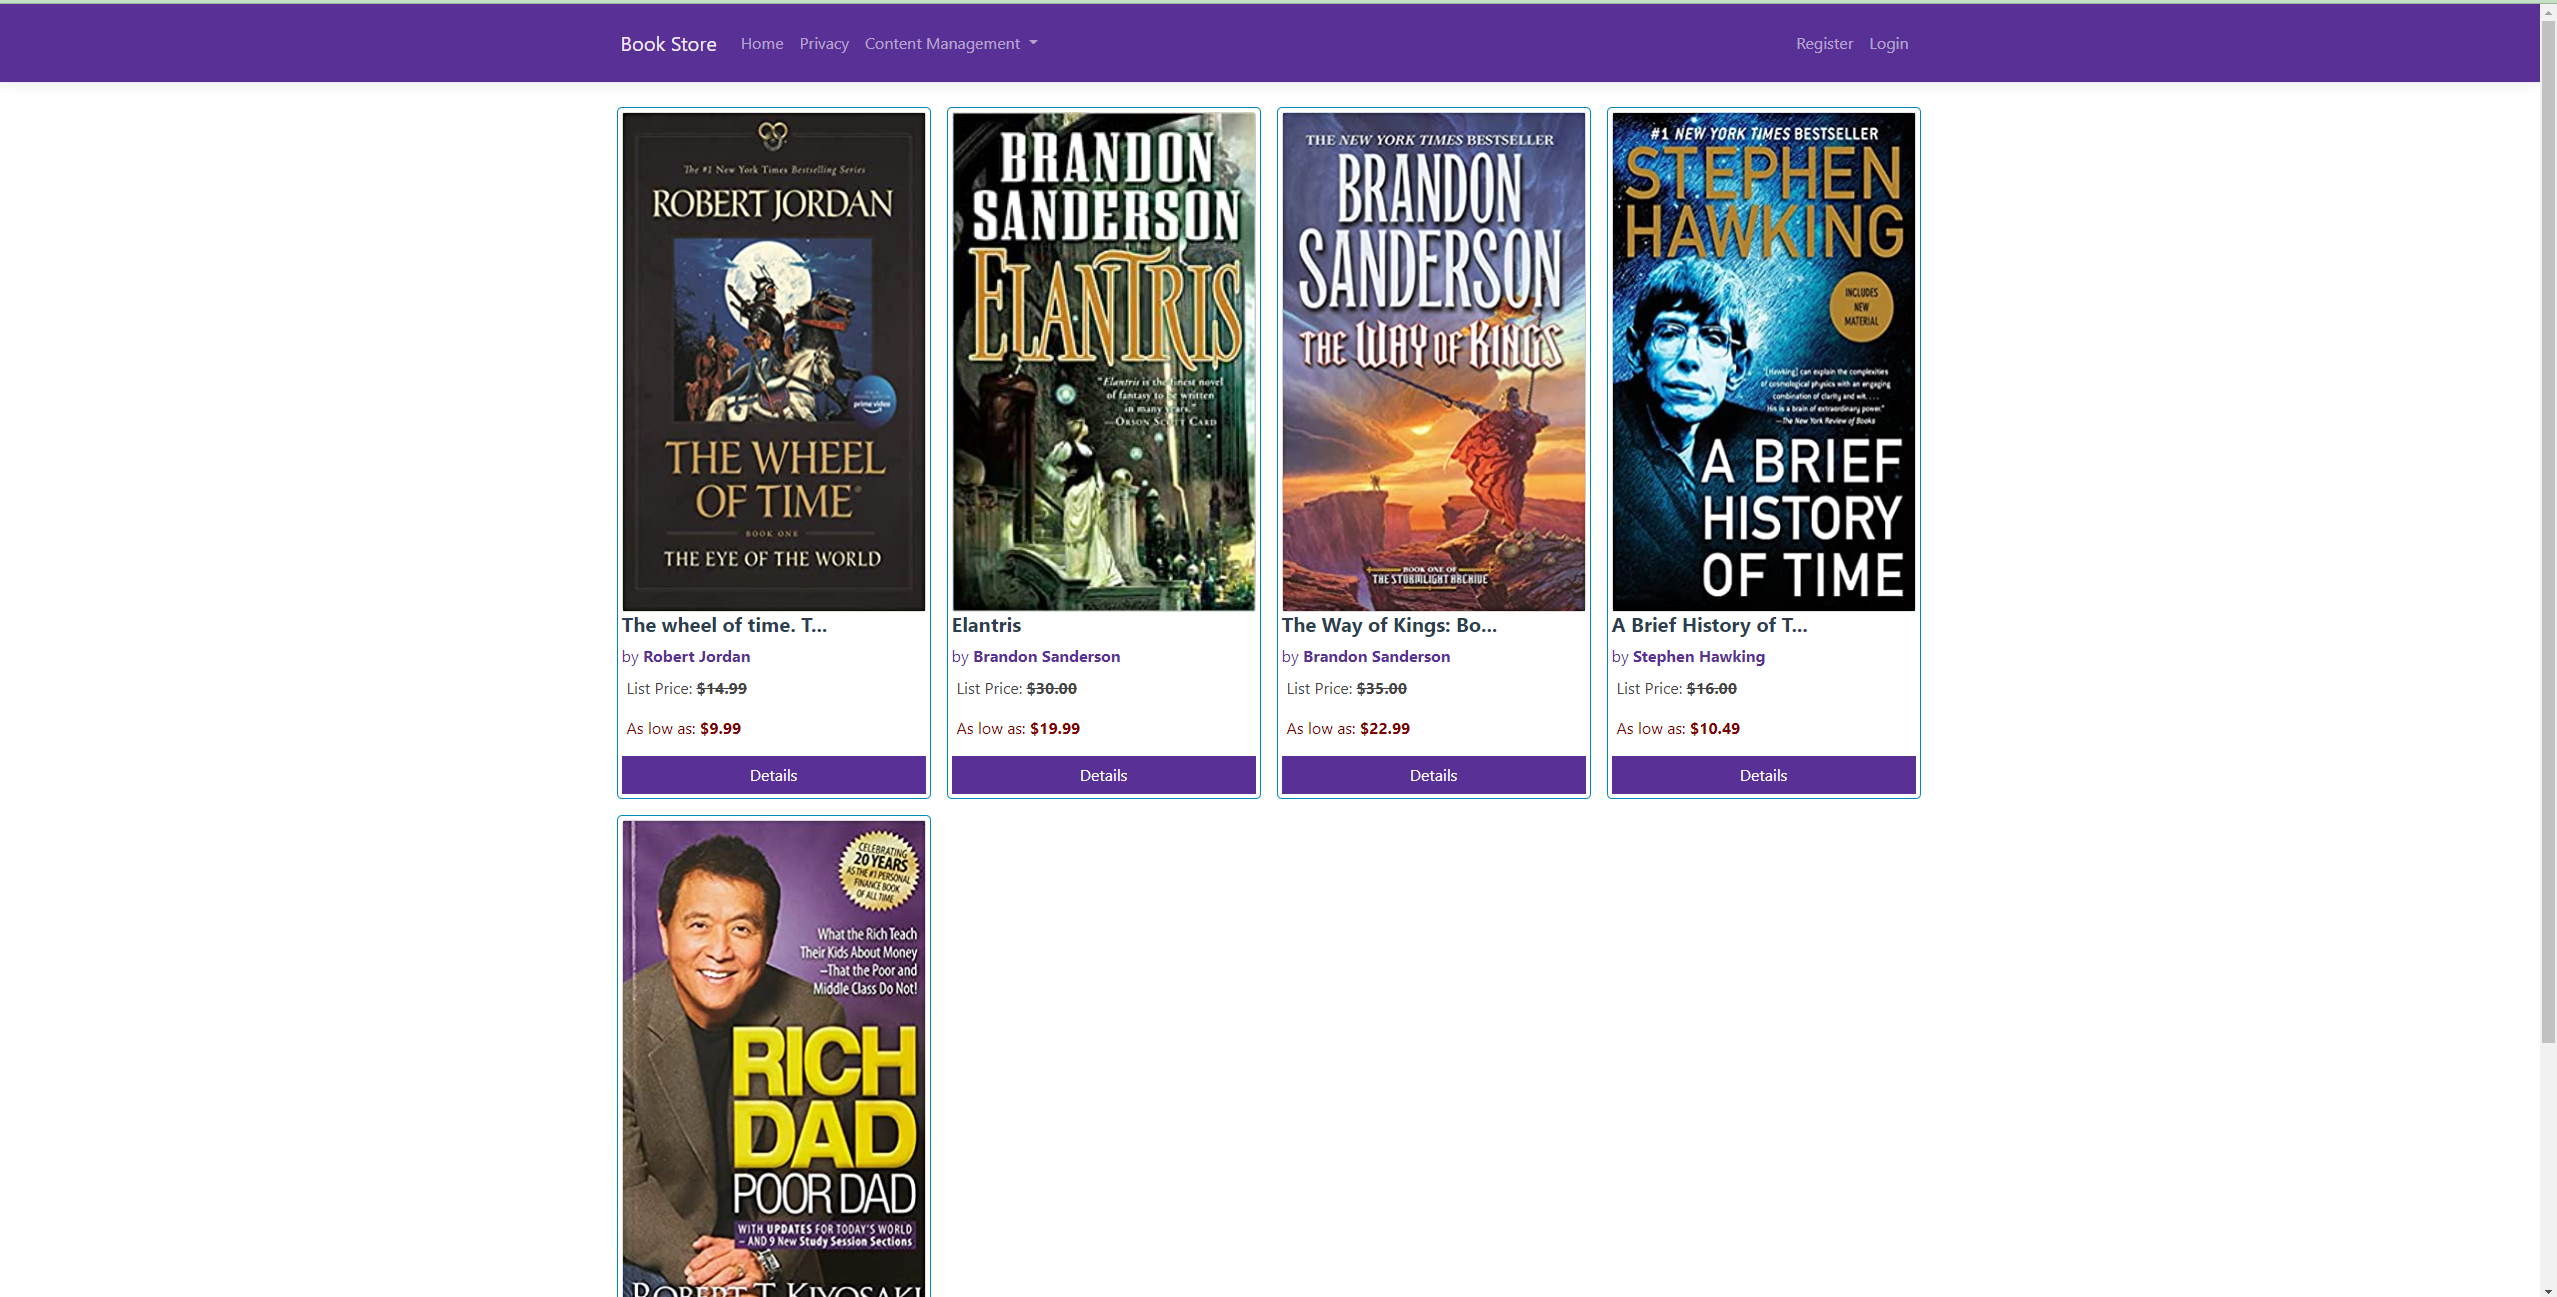 Book Store Home Privacy Content Management Register Login
The #1 New York Times Bestselling Series
ROBERT JORDAN
prime video
THE WHEEL
OF TIME®
BOOK ONE
THE EYE OF THE WORLD
The wheel of time. T...
by Robert Jordan
List Price: $14.99
As low as: $9.99
Details
BRANDON
SANDERSON
ELANTRIS
"Elantris is the finest novel
of fantasy to be written
in many years."
—ORSON SCOTT CARD
Elantris
by Brandon Sanderson
List Price: $30.00
As low as: $19.99
Details
THE NEW YORK TIMES BESTSELLER
BRANDON
SANDERSON
THE WAY OF KINGS
BOOK ONE OF
THE STORMLIGHT ARCHIVE
The Way of Kings: Bo...
by Brandon Sanderson
List Price: $35.00
As low as: $22.99
Details
#1 NEW YORK TIMES BESTSELLER
STEPHEN
HAWKING
INCLUDES
NEW
MATERIAL
"[Hawking] can explain the complexities
of cosmological physics with an engaging
combination of clarity and wit. . . .
His is a brain of extraordinary power."
—The New York Review of Books
A BRIEF
HISTORY
OF TIME
A Brief History of T...
by Stephen Hawking
List Price: $16.00
As low as: $10.49
Details
CELEBRATING
20 YEARS
AS THE #1 PERSONAL
FINANCE BOOK
OF ALL TIME
What the Rich Teach
Their Kids About Money
–That the Poor and
Middle Class Do Not!
RICH
DAD
POOR DAD
WITH UPDATES FOR TODAY'S WORLD
– AND 9 New Study Session Sections
ROBERT T. KIYOSAKI